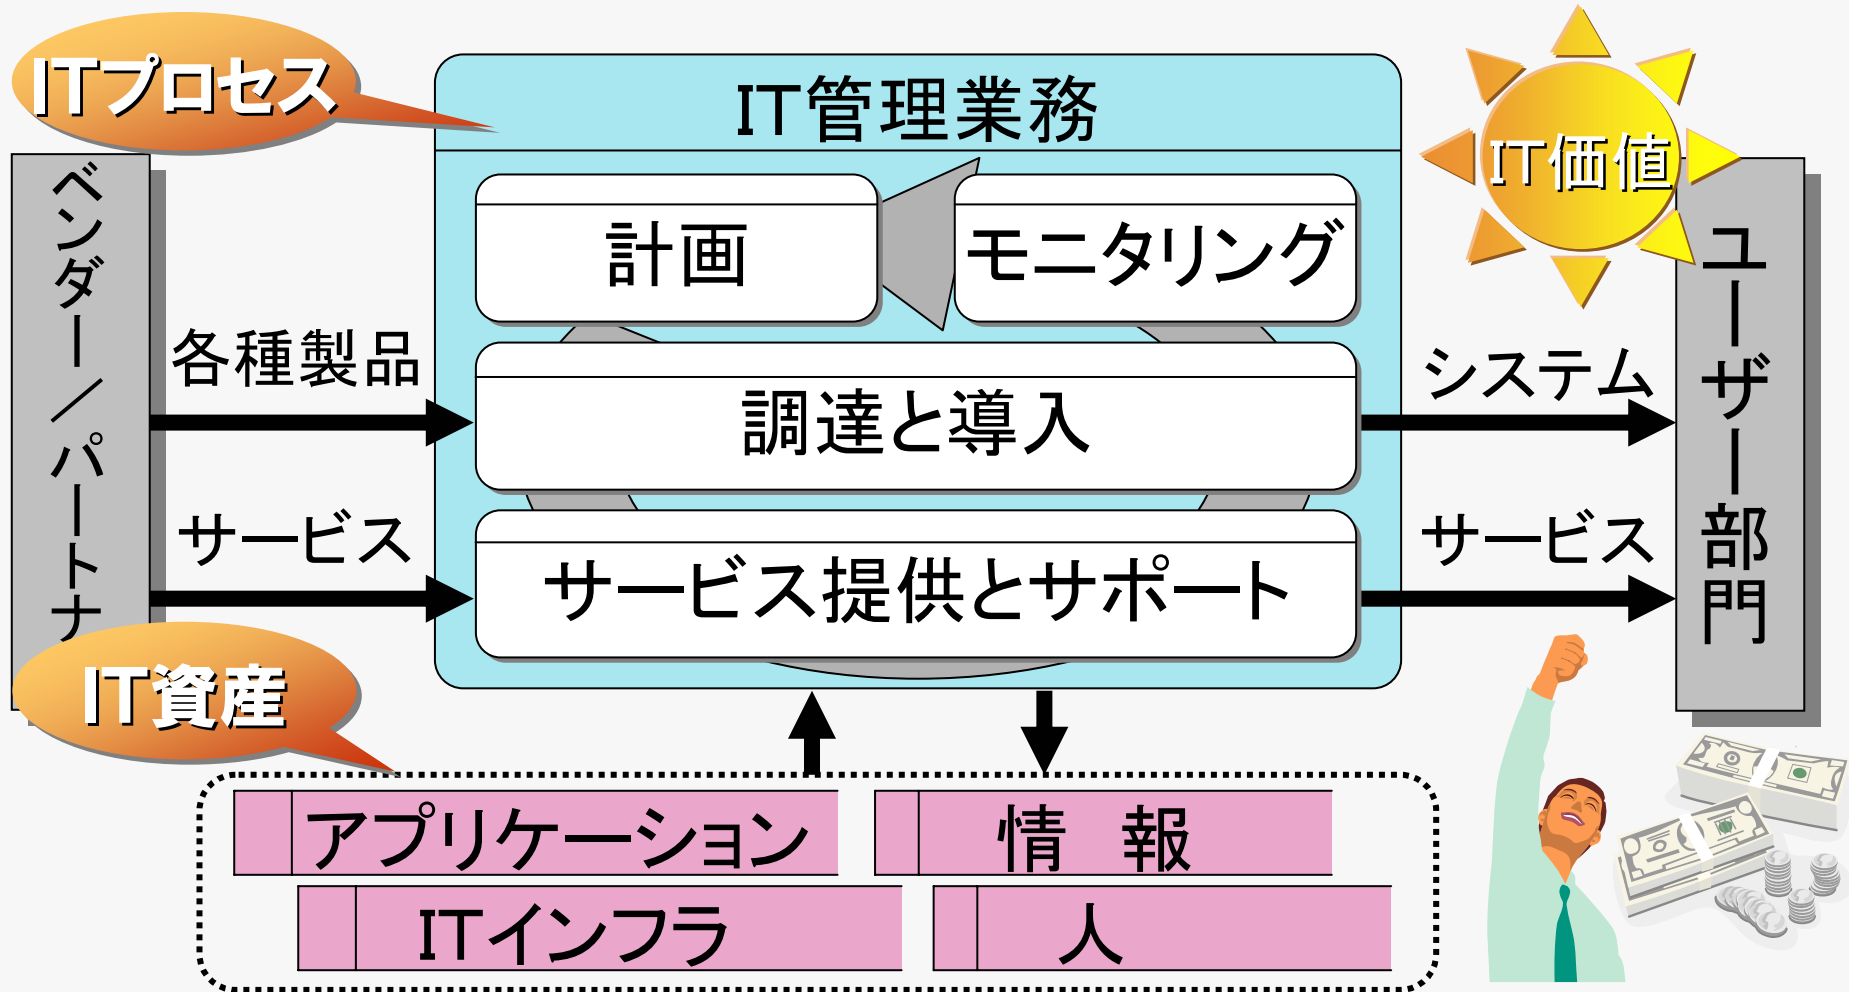 ITプロセス
IT管理業務
IT価値
ベンダー／パートナ
計画
モニタリング
ユーザー部門
各種製品
調達と導入
システム
サービス
サービス提供とサポート
サービス
IT資産
アプリケーション
情　報
ITインフラ
人